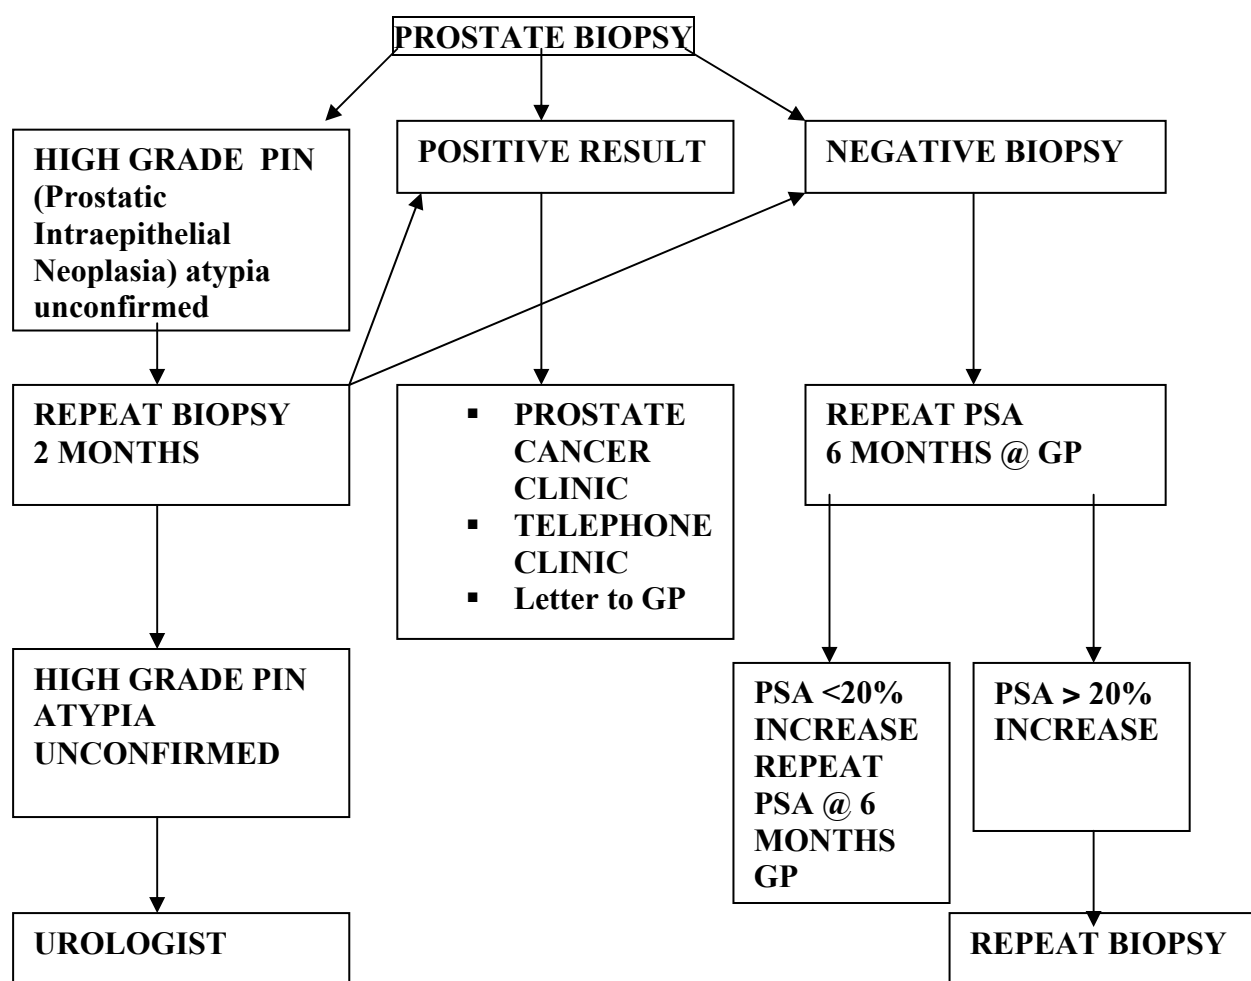 PROSTATE BIOPSY
HIGH GRADE PIN
(Prostatic
Intraepithelial
Neoplasia) atypia
unconfirmed
POSITIVE RESULT
NEGATIVE BIOPSY
REPEAT BIOPSY
2 MONTHS
▪ PROSTATE
CANCER
CLINIC
▪ TELEPHONE
CLINIC
▪ Letter to GP
REPEAT PSA
6 MONTHS @ GP
HIGH GRADE PIN
ATYPIA
UNCONFIRMED
PSA <20%
INCREASE
REPEAT
PSA @ 6
MONTHS
GP
PSA > 20%
INCREASE
UROLOGIST
REPEAT BIOPSY